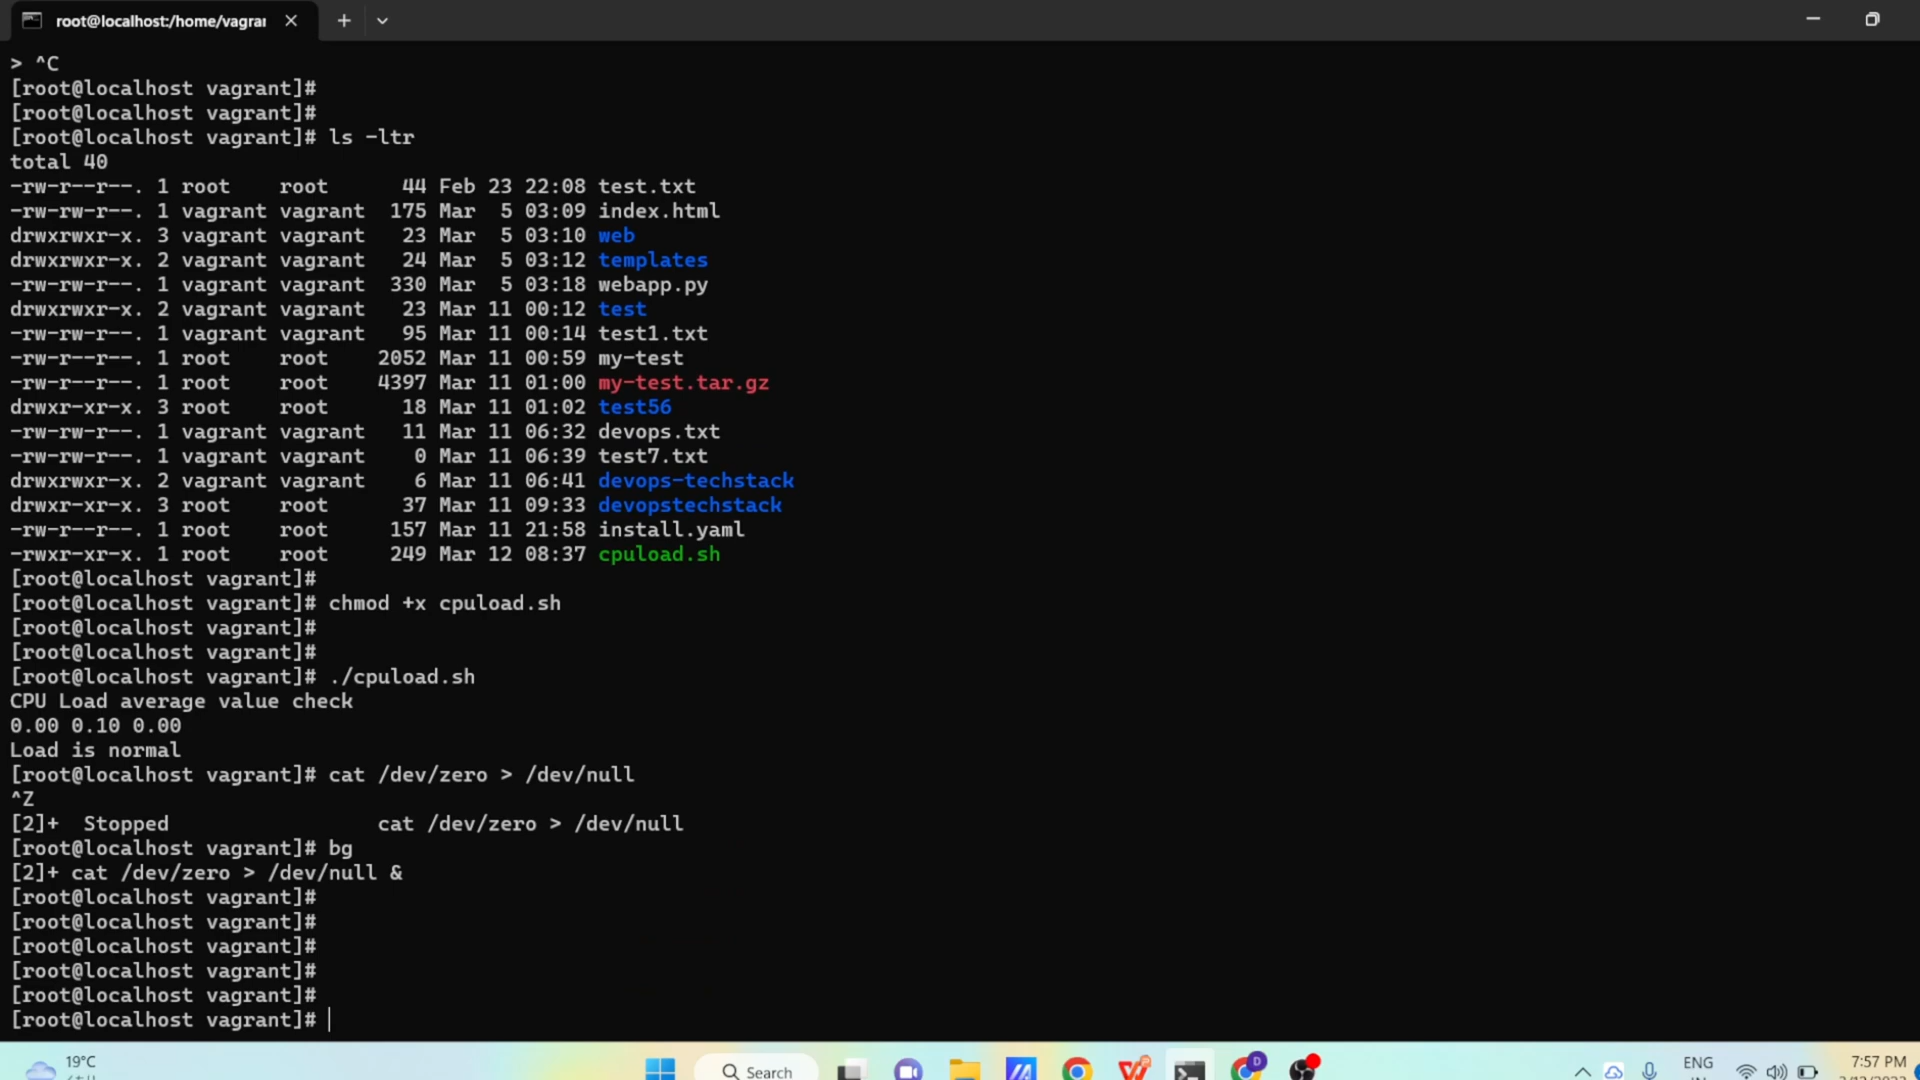 root@localhost:/home/vagrar
> ^C
[root@localhost vagrant]#
[root@localhost vagrant]#
[root@localhost vagrant]# ls -ltr
total 40
-rw-r--r--. 1 root    root      44 Feb 23 22:08 test.txt
-rw-rw-r--. 1 vagrant vagrant  175 Mar  5 03:09 index.html
drwxrwxr-x. 3 vagrant vagrant   23 Mar  5 03:10 web
drwxrwxr-x. 2 vagrant vagrant   24 Mar  5 03:12 templates
-rw-rw-r--. 1 vagrant vagrant  330 Mar  5 03:18 webapp.py
drwxrwxr-x. 2 vagrant vagrant   23 Mar 11 00:12 test
-rw-rw-r--. 1 vagrant vagrant   95 Mar 11 00:14 test1.txt
-rw-r--r--. 1 root    root    2052 Mar 11 00:59 my-test
-rw-r--r--. 1 root    root    4397 Mar 11 01:00 my-test.tar.gz
drwxr-xr-x. 3 root    root      18 Mar 11 01:02 test56
-rw-rw-r--. 1 vagrant vagrant   11 Mar 11 06:32 devops.txt
-rw-rw-r--. 1 vagrant vagrant    0 Mar 11 06:39 test7.txt
drwxrwxr-x. 2 vagrant vagrant    6 Mar 11 06:41 devops-techstack
drwxr-xr-x. 3 root    root      37 Mar 11 09:33 devopstechstack
-rw-r--r--. 1 root    root     157 Mar 11 21:58 install.yaml
-rwxr-xr-x. 1 root    root     249 Mar 12 08:37 cpuload.sh
[root@localhost vagrant]#
[root@localhost vagrant]# chmod +x cpuload.sh
[root@localhost vagrant]#
[root@localhost vagrant]#
[root@localhost vagrant]# ./cpuload.sh
CPU Load average value check
0.00 0.10 0.00
Load is normal
[root@localhost vagrant]# cat /dev/zero > /dev/null
^Z
[2]+  Stopped                 cat /dev/zero > /dev/null
[root@localhost vagrant]# bg
[2]+ cat /dev/zero > /dev/null &
[root@localhost vagrant]#
[root@localhost vagrant]#
[root@localhost vagrant]#
[root@localhost vagrant]#
[root@localhost vagrant]#
[root@localhost vagrant]#
19°C
Search
D
ENG
7:57 PM